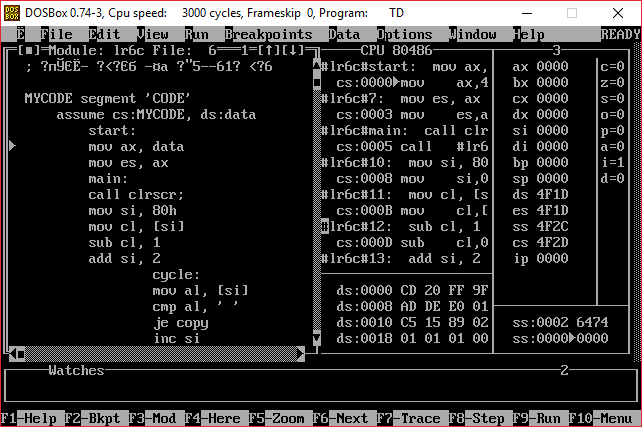 DOSBox 0.74-3, Cpu speed: 3000 cycles, Frameskip 0, Program: TD
E File Edit View Run Breakpoints Data Options Window Help READY
[■]=Module: lr6c File: 6=1=[↑][↓]
MYCODE segment 'CODE'
assume cs:MYCODE, ds:data
start:
mov ax, data
mov es, ax
main:
call clrscr;
mov si, 80h
mov cl, [si]
sub cl, 1
add si, 2
cycle:
mov al, [si]
cmp al, ' '
je copy
inc si
CPU 80486
#lr6c#start: mov ax,
cs:0000▶mov ax,4
#lr6c#7: mov es, ax
cs:0003 mov es,a
#lr6c#main: call clr
cs:0005 call #lr6
#lr6c#10: mov si, 80
cs:0008 mov si,0
#lr6c#11: mov cl, [s
cs:000B mov cl,[
#lr6c#12: sub cl, 1
cs:000D sub cl,0
#lr6c#13: add si, 2
ds:0000 CD 20 FF 9F
ds:0008 AD DE E0 01
ds:0010 C5 15 89 02
ds:0018 01 01 01 00
3
ax 0000 c=0
bx 0000 z=0
cx 0000 s=0
dx 0000 o=0
si 0000 p=0
di 0000 a=0
bp 0000 i=1
sp 0000 d=0
ds 4F1D
es 4F1D
ss 4F2C
cs 4F2D
ip 0000
ss:0002 6474
ss:0000▶0000
Watches 2
F1-Help F2-Bkpt F3-Mod F4-Here F5-Zoom F6-Next F7-Trace F8-Step F9-Run F10-Menu